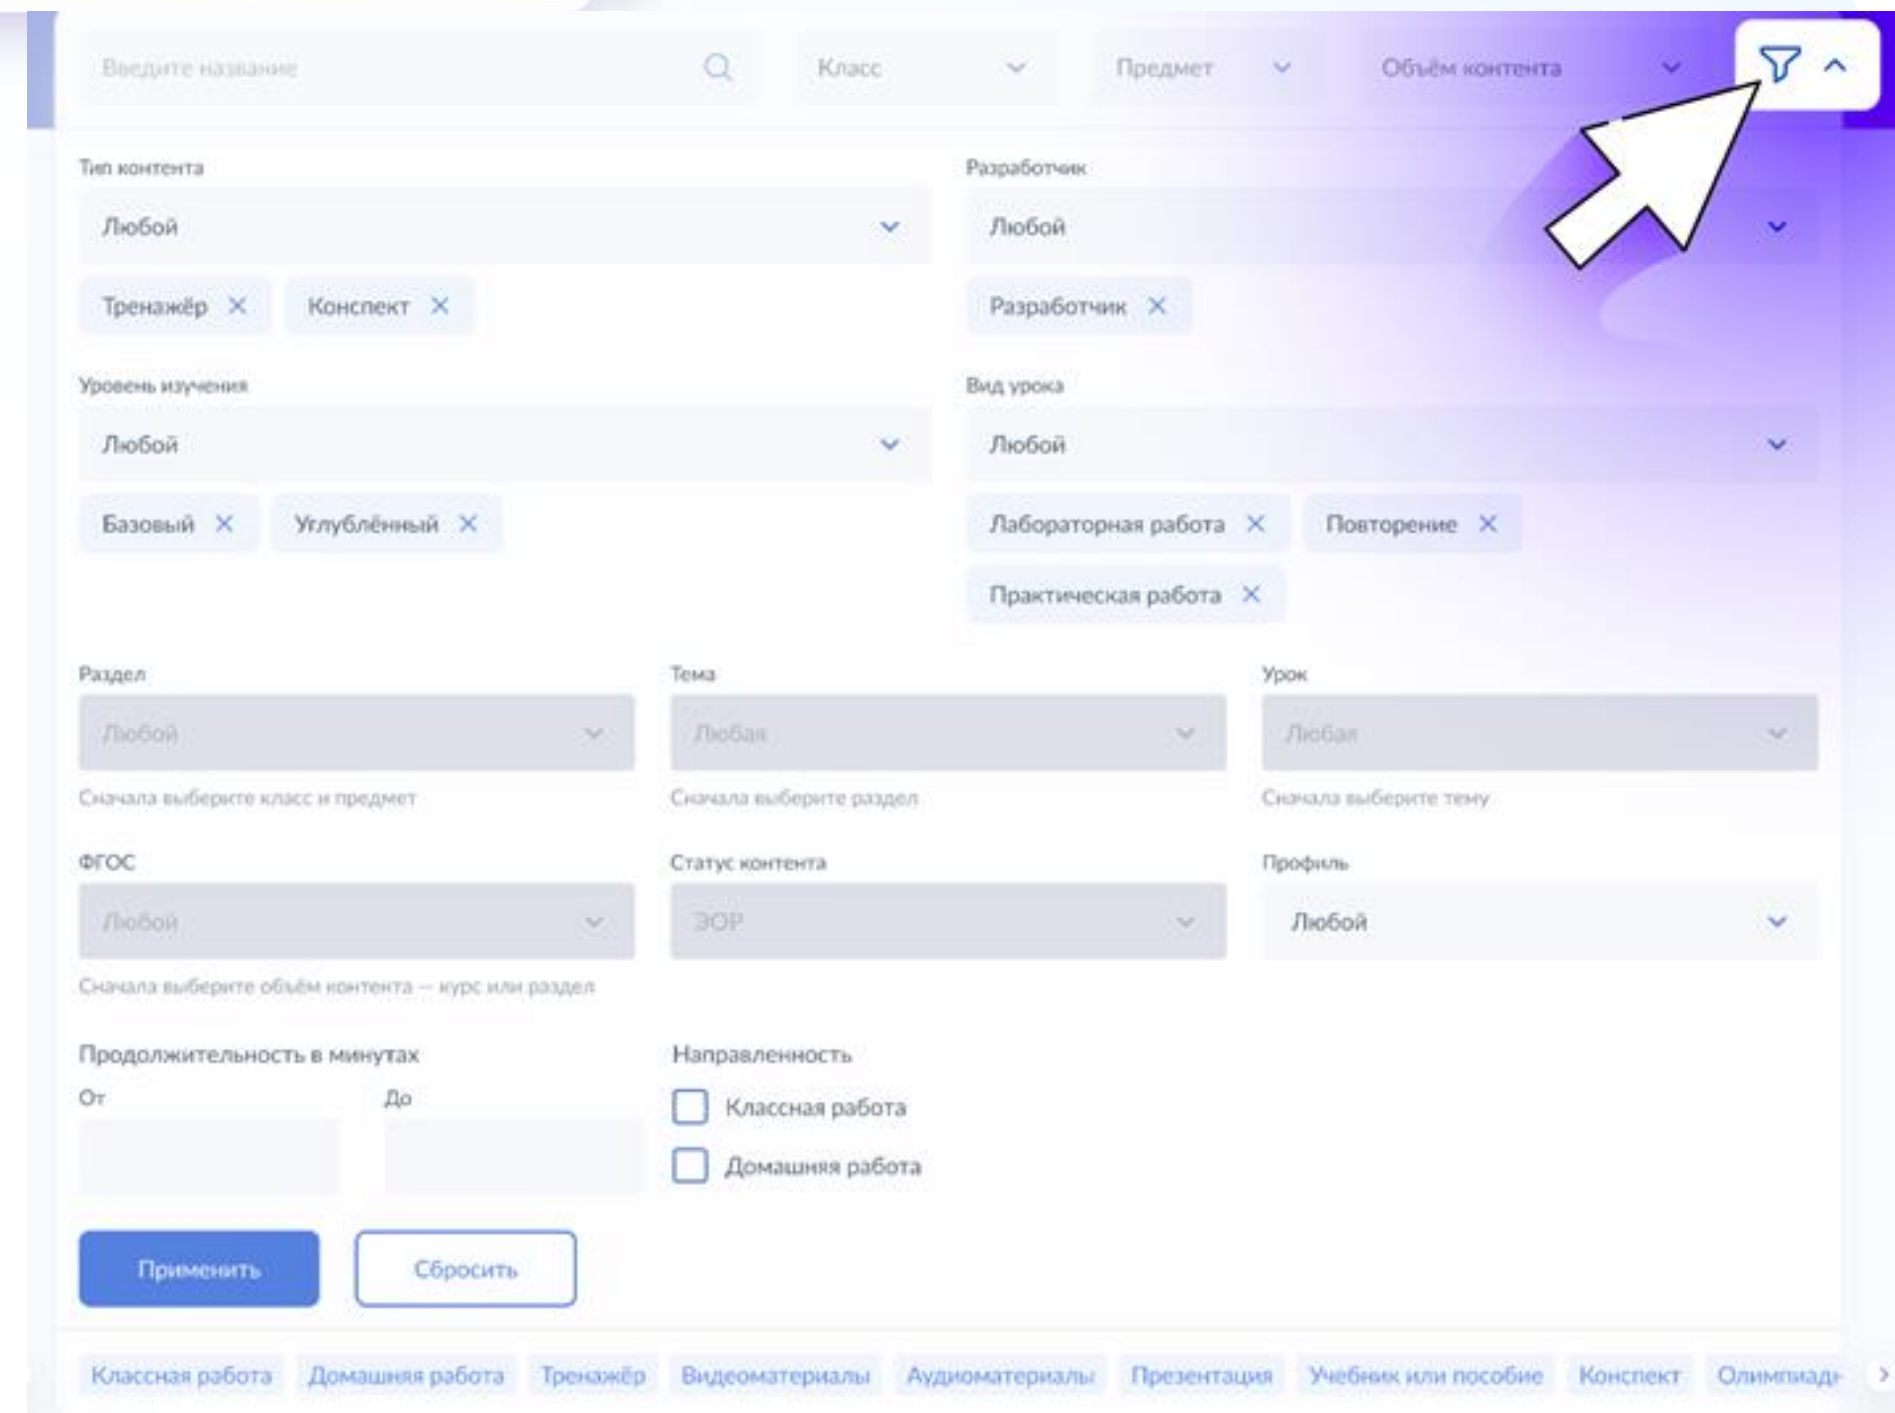 Введите название Класс Предмет Объём контента
Тип контента Разработчик
Любой Любой
Тренажёр Конспект Разработчик
Уровень изучения Вид урока
Любой Любой
Базовый Углублённый Лабораторная работа Повторение
Практическая работа
Раздел Тема Урок
Любой Любая Любая
Сначала выберите класс и предмет Сначала выберите раздел Сначала выберите тему
ФГОС Статус контента Профиль
Любой ЭОР Любой
Сначала выберите объём контента — курс или раздел
Продолжительность в минутах Направленность
От До Классная работа
Домашняя работа
Применить Сбросить
Классная работа Домашняя работа Тренажёр Видеоматериалы Аудиоматериалы Презентация Учебник или пособие Конспект